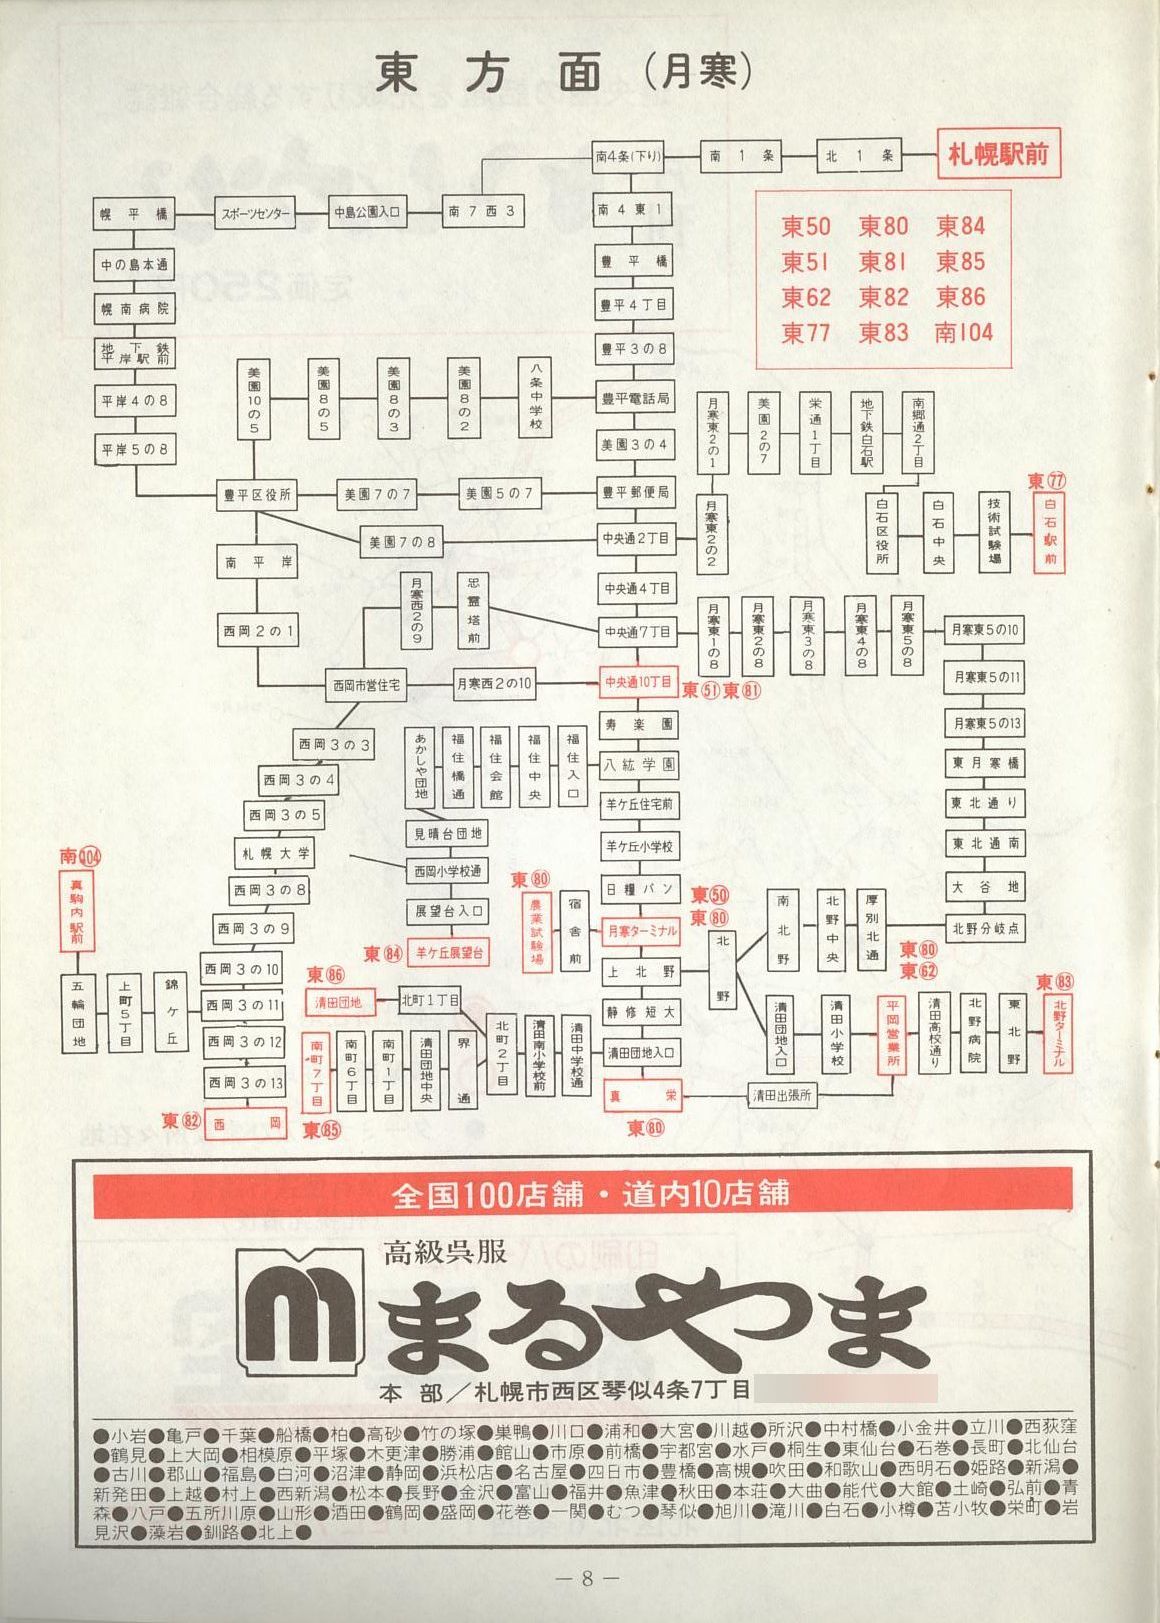 東方面（月寒）
南4条(下り)
南1条
北1条
札幌駅前
幌平橋
スポーツセンター
中島公園入口
南7西3
南4東1
東50 東80 東84
東51 東81 東85
東62 東82 東86
東77 東83 南104
中の島本通
幌南病院
地下鉄平岸駅前
平岸4の8
平岸5の8
豊平橋
豊平4丁目
豊平3の8
美園10の5
美園8の5
美園8の3
美園8の2
八条中学校
豊平電話局
美園3の4
月寒東2の1
美園2の7
栄通1丁目
地下鉄白石駅
南郷通2丁目
豊平区役所
美園7の7
美園5の7
豊平郵便局
月寒東2の2
白石区役所
白石中央
技術試験場
東77
白石駅前
美園7の8
中央通2丁目
南平岸
中央通4丁目
月寒西2の9
忠霊塔前
中央通7丁目
月寒東1の8
月寒東2の8
月寒東3の8
月寒東4の8
月寒東5の8
月寒東5の10
西岡2の1
西岡市営住宅
月寒西2の10
中央通10丁目
東51東81
月寒東5の11
月寒東5の13
東月寒橋
東北通り
東北通南
大谷地
北野分岐点
西岡3の3
西岡3の4
西岡3の5
札幌大学
西岡3の8
西岡3の9
西岡3の10
西岡3の11
西岡3の12
西岡3の13
東82
西岡
あかしや団地
福住橋通
福住会館
福住中央
福住入口
寿楽園
八紘学園
羊ケ丘住宅前
羊ケ丘小学校
日糧パン
月寒ターミナル
東50
東80
見晴台団地
西岡小学校通
展望台入口
東84
羊ケ丘展望台
東80
農業試験場
宿舎前
南104
真駒内駅前
五輪団地
上町5丁目
錦ケ丘
東86
清田団地
北町1丁目
南町7丁目
東85
南町6丁目
南町1丁目
清田団地中央
界通
北町2丁目
清田南小学校前
清田中学校通
上北野
静修短大
清田団地入口
真栄
東80
北野
南北野
北野中央
厚別北通
東80
東62
清田団地入口
清田小学校
平岡営業所
清田高校通り
北野病院
東北野
東83
北野ターミナル
清田出張所
全国100店舗・道内10店舗
高級呉服
m まるやま
本部／札幌市西区琴似4条7丁目
●小岩●亀戸●千葉●船橋●柏●高砂●竹の塚●巣鴨●川口●浦和●大宮●川越●所沢●中村橋●小金井●立川●西荻窪
●鶴見●上大岡●相模原●平塚●木更津●勝浦●館山●市原●前橋●宇都宮●水戸●桐生●東仙台●石巻●長町●北仙台
●古川●郡山●福島●白河●沼津●静岡●浜松店●名古屋●四日市●豊橋●高槻●吹田●和歌山●西明石●姫路●新潟●
新発田●上越●村上●西新潟●松本●長野●金沢●富山●福井●魚津●秋田●本荘●大曲●能代●大館●土崎●弘前●青
森●八戸●五所川原●山形●酒田●鶴岡●盛岡●花巻●一関●むつ●琴似●旭川●滝川●白石●小樽●苫小牧●栄町●岩
見沢●藻岩●釧路●北上●
— 8 —